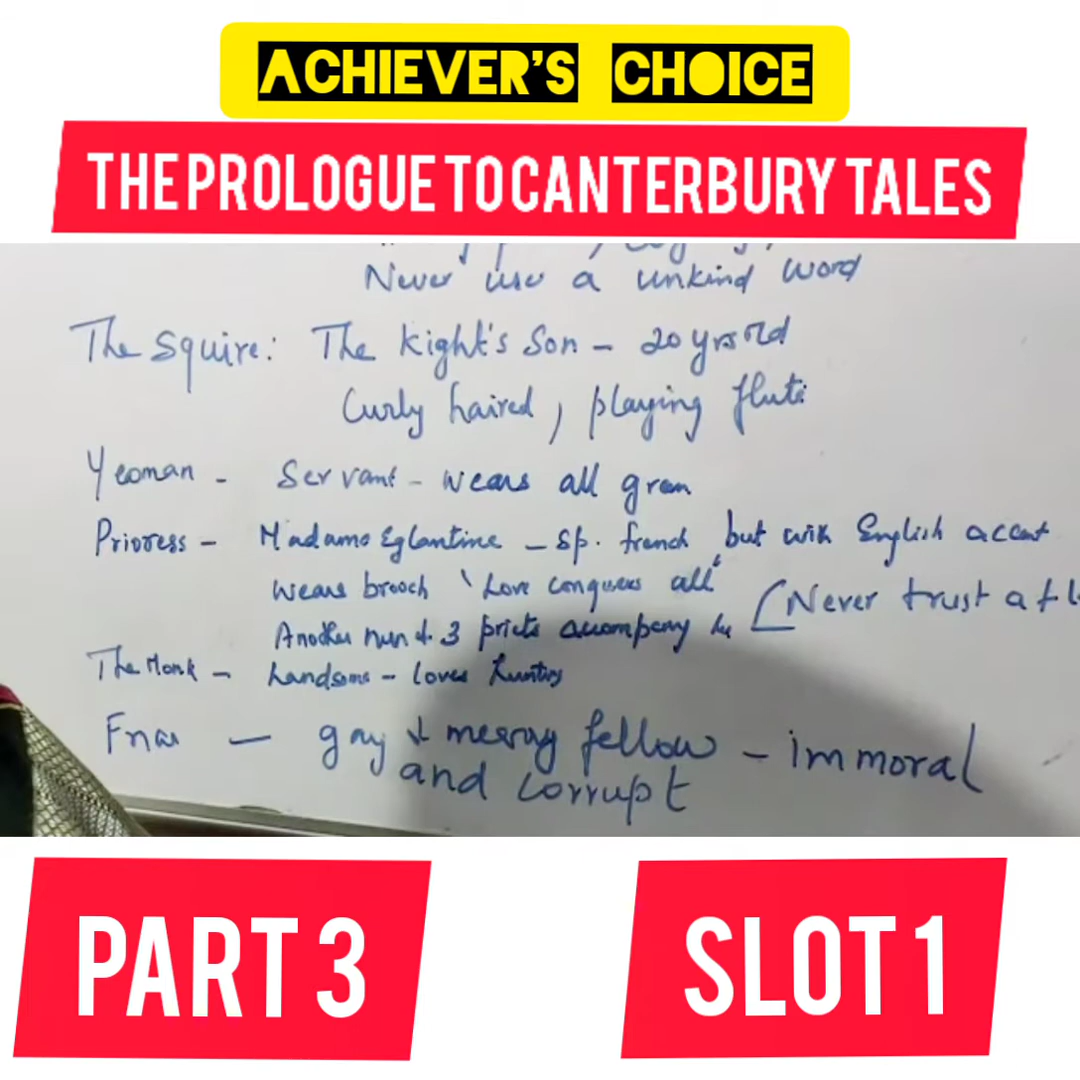 ACHIEVER'S CHOICE
THE PROLOGUE TO CANTERBURY TALES
Never use a unkind word
The Squire: The Kight's Son - 20 yrs old
Curly haired, playing flute
Yeoman - Servant - wears all green
Prioress - Madame Eglantine - Sp. french but with English accent
wears brooch 'Love conquers all'
[Never trust a
Another nun & 3 priests accompany her
The Monk - handsome - loves hunting
Friar - gay & merray fellow - immoral
and corrupt
PART 3
SLOT 1